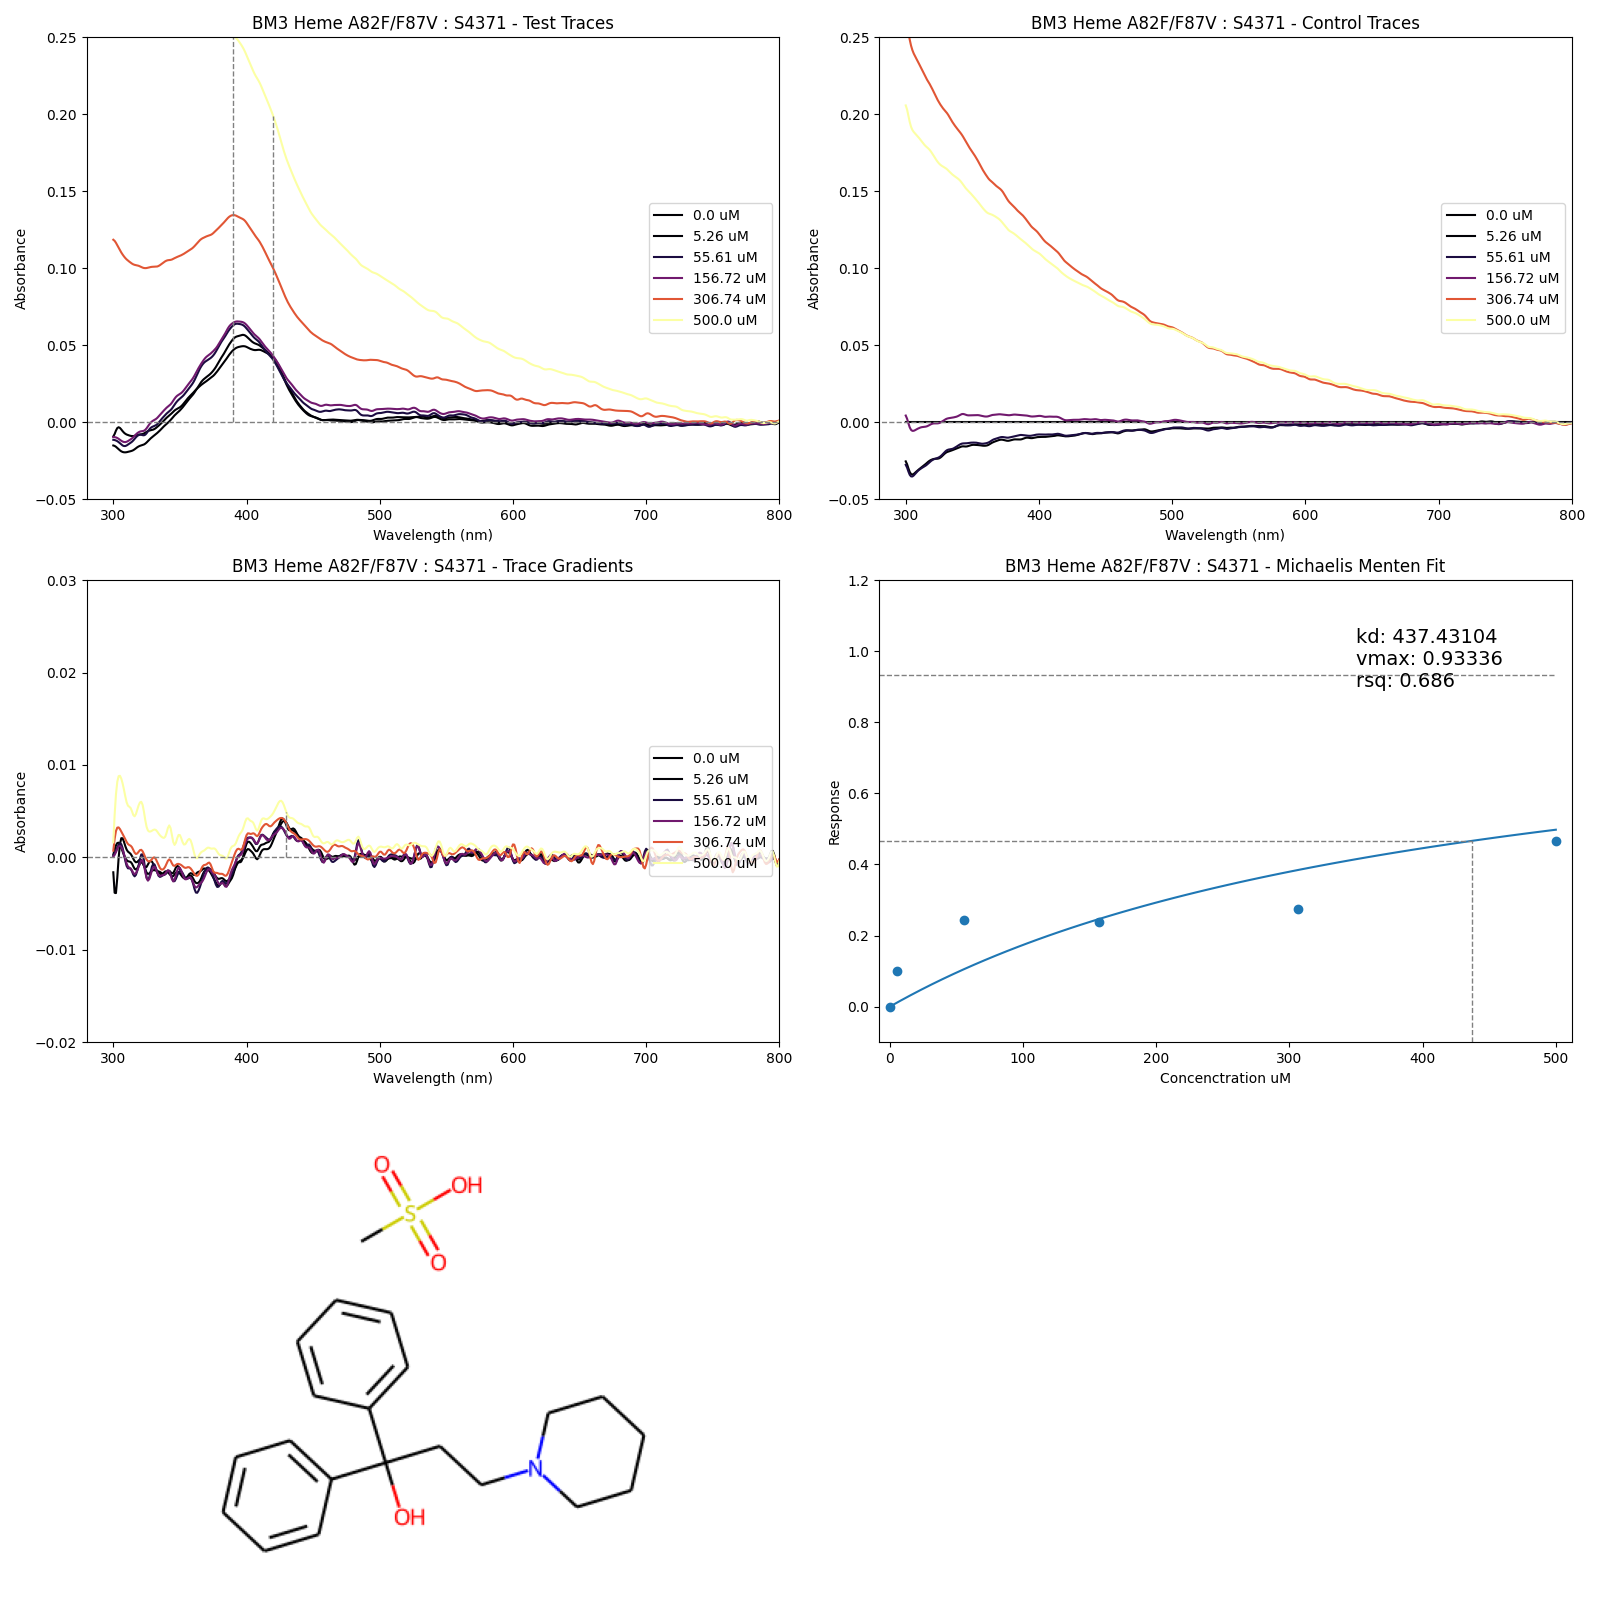 BM3 Heme A82F/F87V : S4371 - Test Traces
0.25
0.20
0.15
0.10
0.05
0.00
−0.05
Absorbance
300
400
500
600
700
800
Wavelength (nm)
0.0 uM
5.26 uM
55.61 uM
156.72 uM
306.74 uM
500.0 uM
BM3 Heme A82F/F87V : S4371 - Control Traces
0.25
0.20
0.15
0.10
0.05
0.00
−0.05
Absorbance
300
400
500
600
700
800
Wavelength (nm)
0.0 uM
5.26 uM
55.61 uM
156.72 uM
306.74 uM
500.0 uM
BM3 Heme A82F/F87V : S4371 - Trace Gradients
0.03
0.02
0.01
0.00
−0.01
−0.02
Absorbance
300
400
500
600
700
800
Wavelength (nm)
0.0 uM
5.26 uM
55.61 uM
156.72 uM
306.74 uM
500.0 uM
BM3 Heme A82F/F87V : S4371 - Michaelis Menten Fit
1.2
1.0
0.8
0.6
0.4
0.2
0.0
Response
0
100
200
300
400
500
Concenctration uM
kd: 437.43104
vmax: 0.93336
rsq: 0.686
O
OH
S
O
N
OH